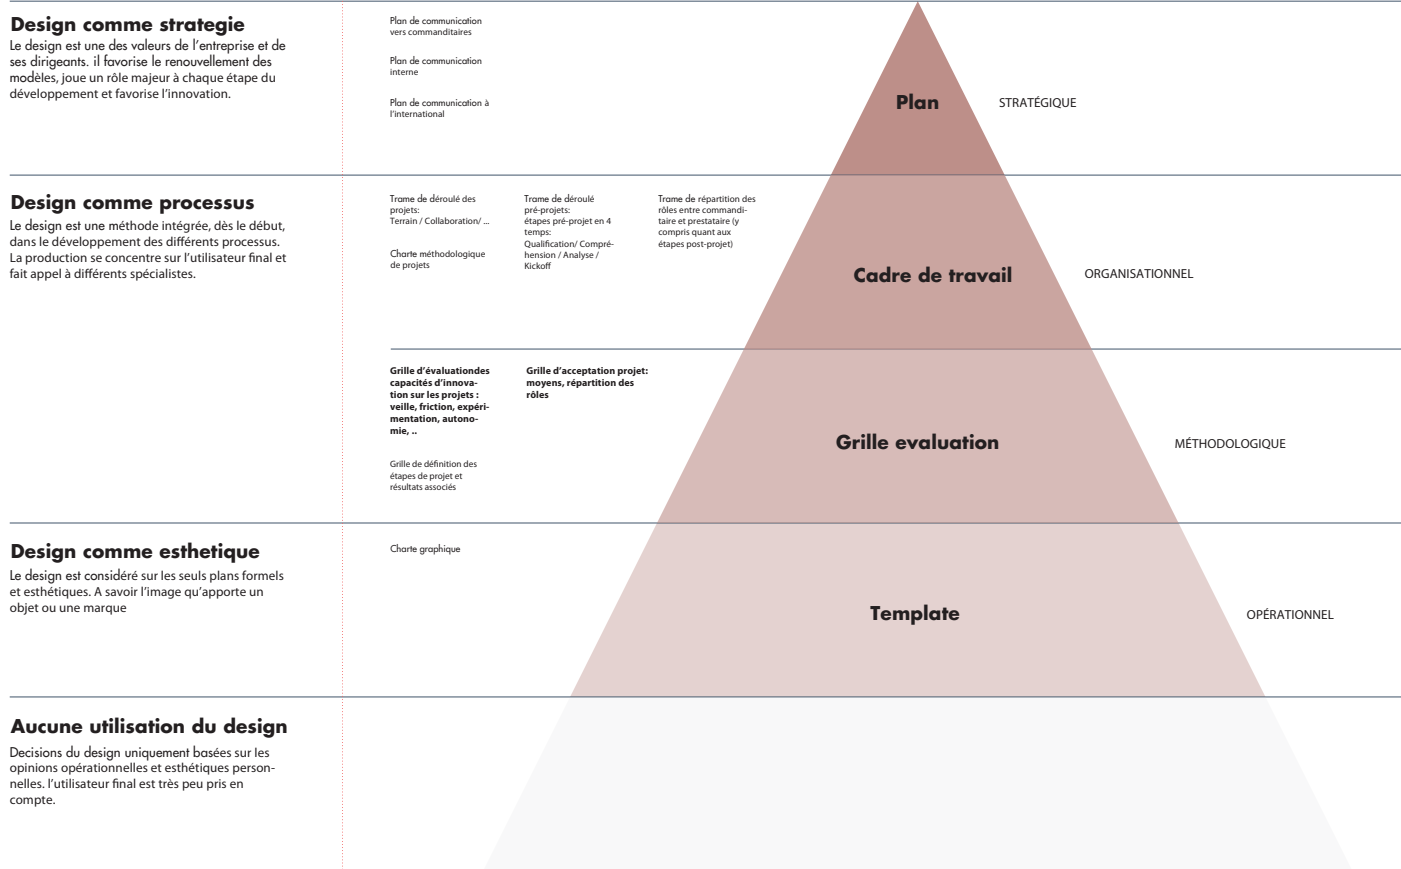 Design comme strategie
Le design est une des valeurs de l'entreprise et de
ses dirigeants. il favorise le renouvellement des
modèles, joue un rôle majeur à chaque étape du
développement et favorise l'innovation.
Plan de communication
vers commanditaires
Plan de communication
interne
Plan de communication à
l'international
Plan
STRATÉGIQUE
Design comme processus
Le design est une méthode intégrée, dès le début,
dans le développement des différents processus.
La production se concentre sur l'utilisateur final et
fait appel à différents spécialistes.
Trame de déroulé des
projets:
Terrain / Collaboration/ ...
Charte méthodologique
de projets
Trame de déroulé
pré-projets:
étapes pré-projet en 4
temps:
Qualification/ Compré-
hension / Analyse /
Kickoff
Trame de répartition des
rôles entre commandi-
taire et prestataire (y
compris quant aux
étapes post-projet)
Cadre de travail
ORGANISATIONNEL
Grille d'évaluationdes
capacités d'innova-
tion sur les projets :
veille, friction, expéri-
mentation, autono-
mie, ..
Grille de définition des
étapes de projet et
résultats associés
Grille d'acceptation projet:
moyens, répartition des
rôles
Grille evaluation
MÉTHODOLOGIQUE
Design comme esthetique
Le design est considéré sur les seuls plans formels
et esthétiques. A savoir l'image qu'apporte un
objet ou une marque
Charte graphique
Template
OPÉRATIONNEL
Aucune utilisation du design
Decisions du design uniquement basées sur les
opinions opérationnelles et esthétiques person-
nelles. l'utilisateur final est très peu pris en
compte.